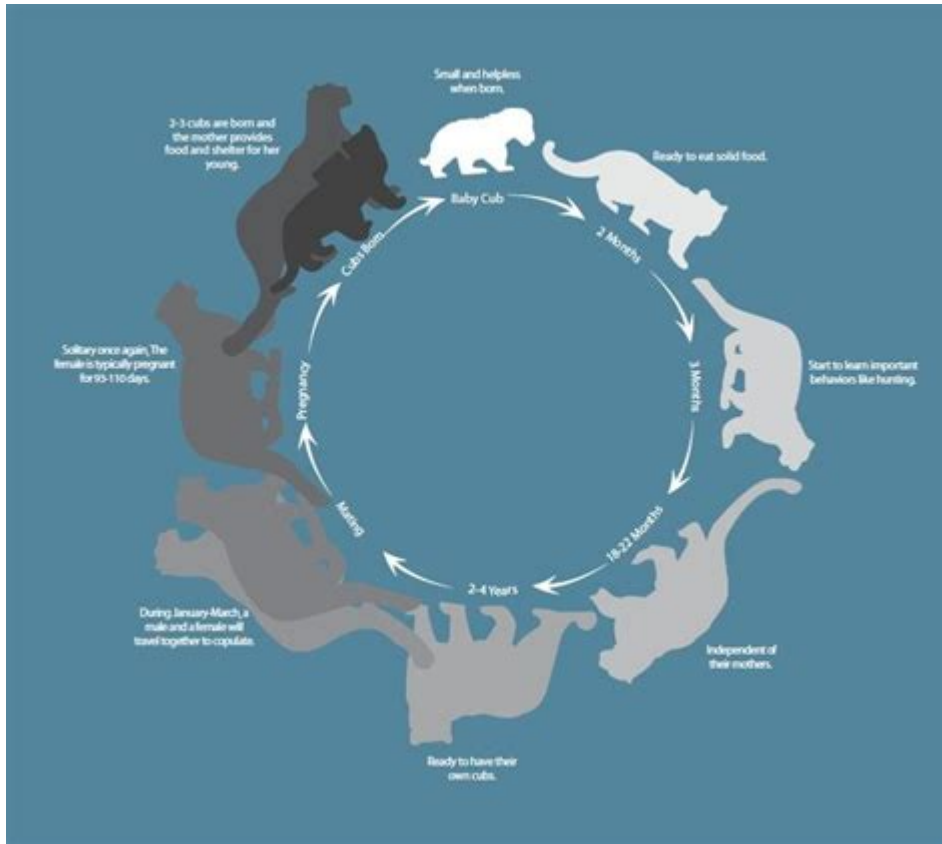 Small and helpless
when born.
Baby Cub
Ready to eat solid food.
2 Months
Start to learn important
behaviors like hunting.
3 Months
18-22 Months
Independent of
their mothers.
2-4 Years
Ready to have their
own cubs.
Mating
During January-March, a
male and a female will
travel together to copulate.
Pregnancy
Solitary once again, The
female is typically pregnant
for 93-110 days.
Cubs Born
2-3 cubs are born and
the mother provides
food and shelter for her
young.